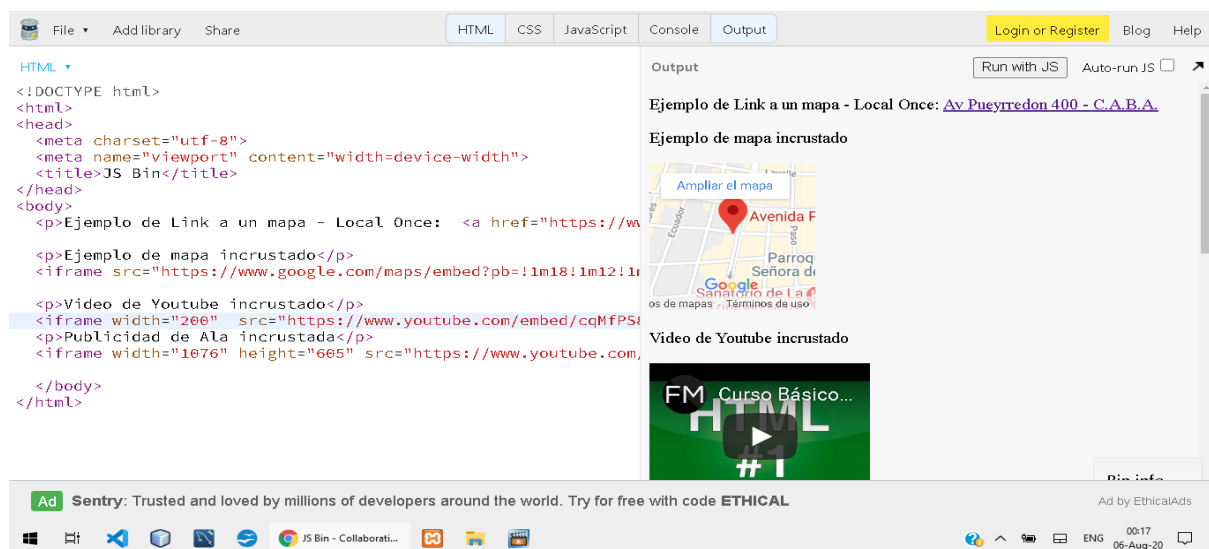 File ▾ Add library Share HTML CSS JavaScript Console Output Login or Register Blog Help
HTML ▾
<!DOCTYPE html>
<html>
<head>
<meta charset="utf-8">
<meta name="viewport" content="width=device-width">
<title>JS Bin</title>
</head>
<body>
<p>Ejemplo de Link a un mapa - Local Once:  <a href="https://w
<p>Ejemplo de mapa incrustado</p>
<iframe src="https://www.google.com/maps/embed?pb=!1m18!1m12!1m
<p>Video de Youtube incrustado</p>
<iframe width="200"  src="https://www.youtube.com/embed/cqMfPS8
<p>Publicidad de Ala incrustada</p>
<iframe width="1076" height="605" src="https://www.youtube.com/
</body>
</html>
Output Run with JS Auto-run JS
Ejemplo de Link a un mapa - Local Once: Av Pueyrredon 400 - C.A.B.A.
Ejemplo de mapa incrustado
Lavalle
Ampliar el mapa
Ecuador
Avenida P
Paso
Parroq
Señora de
Google
Sanatorio de La
os de mapas Términos de uso
Video de Youtube incrustado
FM Curso Básico...
HTML
#1
Bin info
Ad Sentry: Trusted and loved by millions of developers around the world. Try for free with code ETHICAL Ad by EthicalAds
JS Bin - Collaborati... ENG 00:17
06-Aug-20